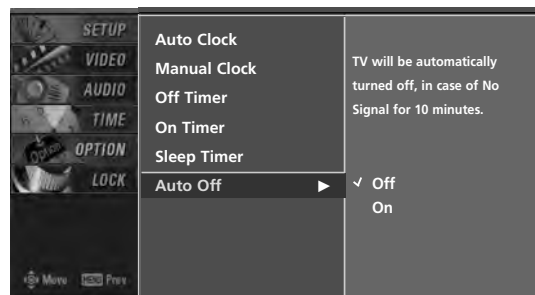 SETUP
VIDEO
AUDIO
TIME
OPTION
LOCK
Move MENU Prev
Auto Clock
Manual Clock
Off Timer
On Timer
Sleep Timer
Auto Off ▶
TV will be automatically
turned off, in case of No
Signal for 10 minutes.
✓ Off
On